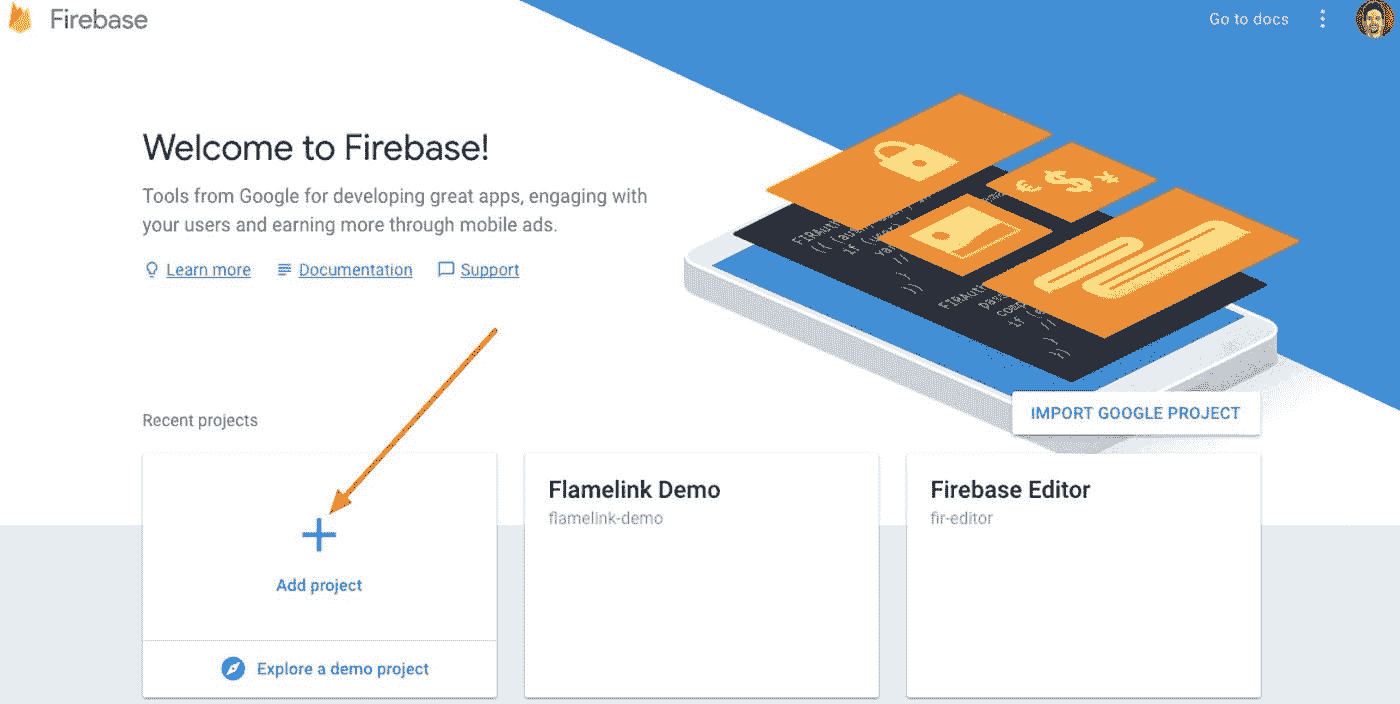 Firebase
Go to docs
Welcome to Firebase!
Tools from Google for developing great apps, engaging with
your users and earning more through mobile ads.
Learn more Documentation Support
Recent projects
IMPORT GOOGLE PROJECT
Add project
Explore a demo project
Flamelink Demo
flamelink-demo
Firebase Editor
fir-editor